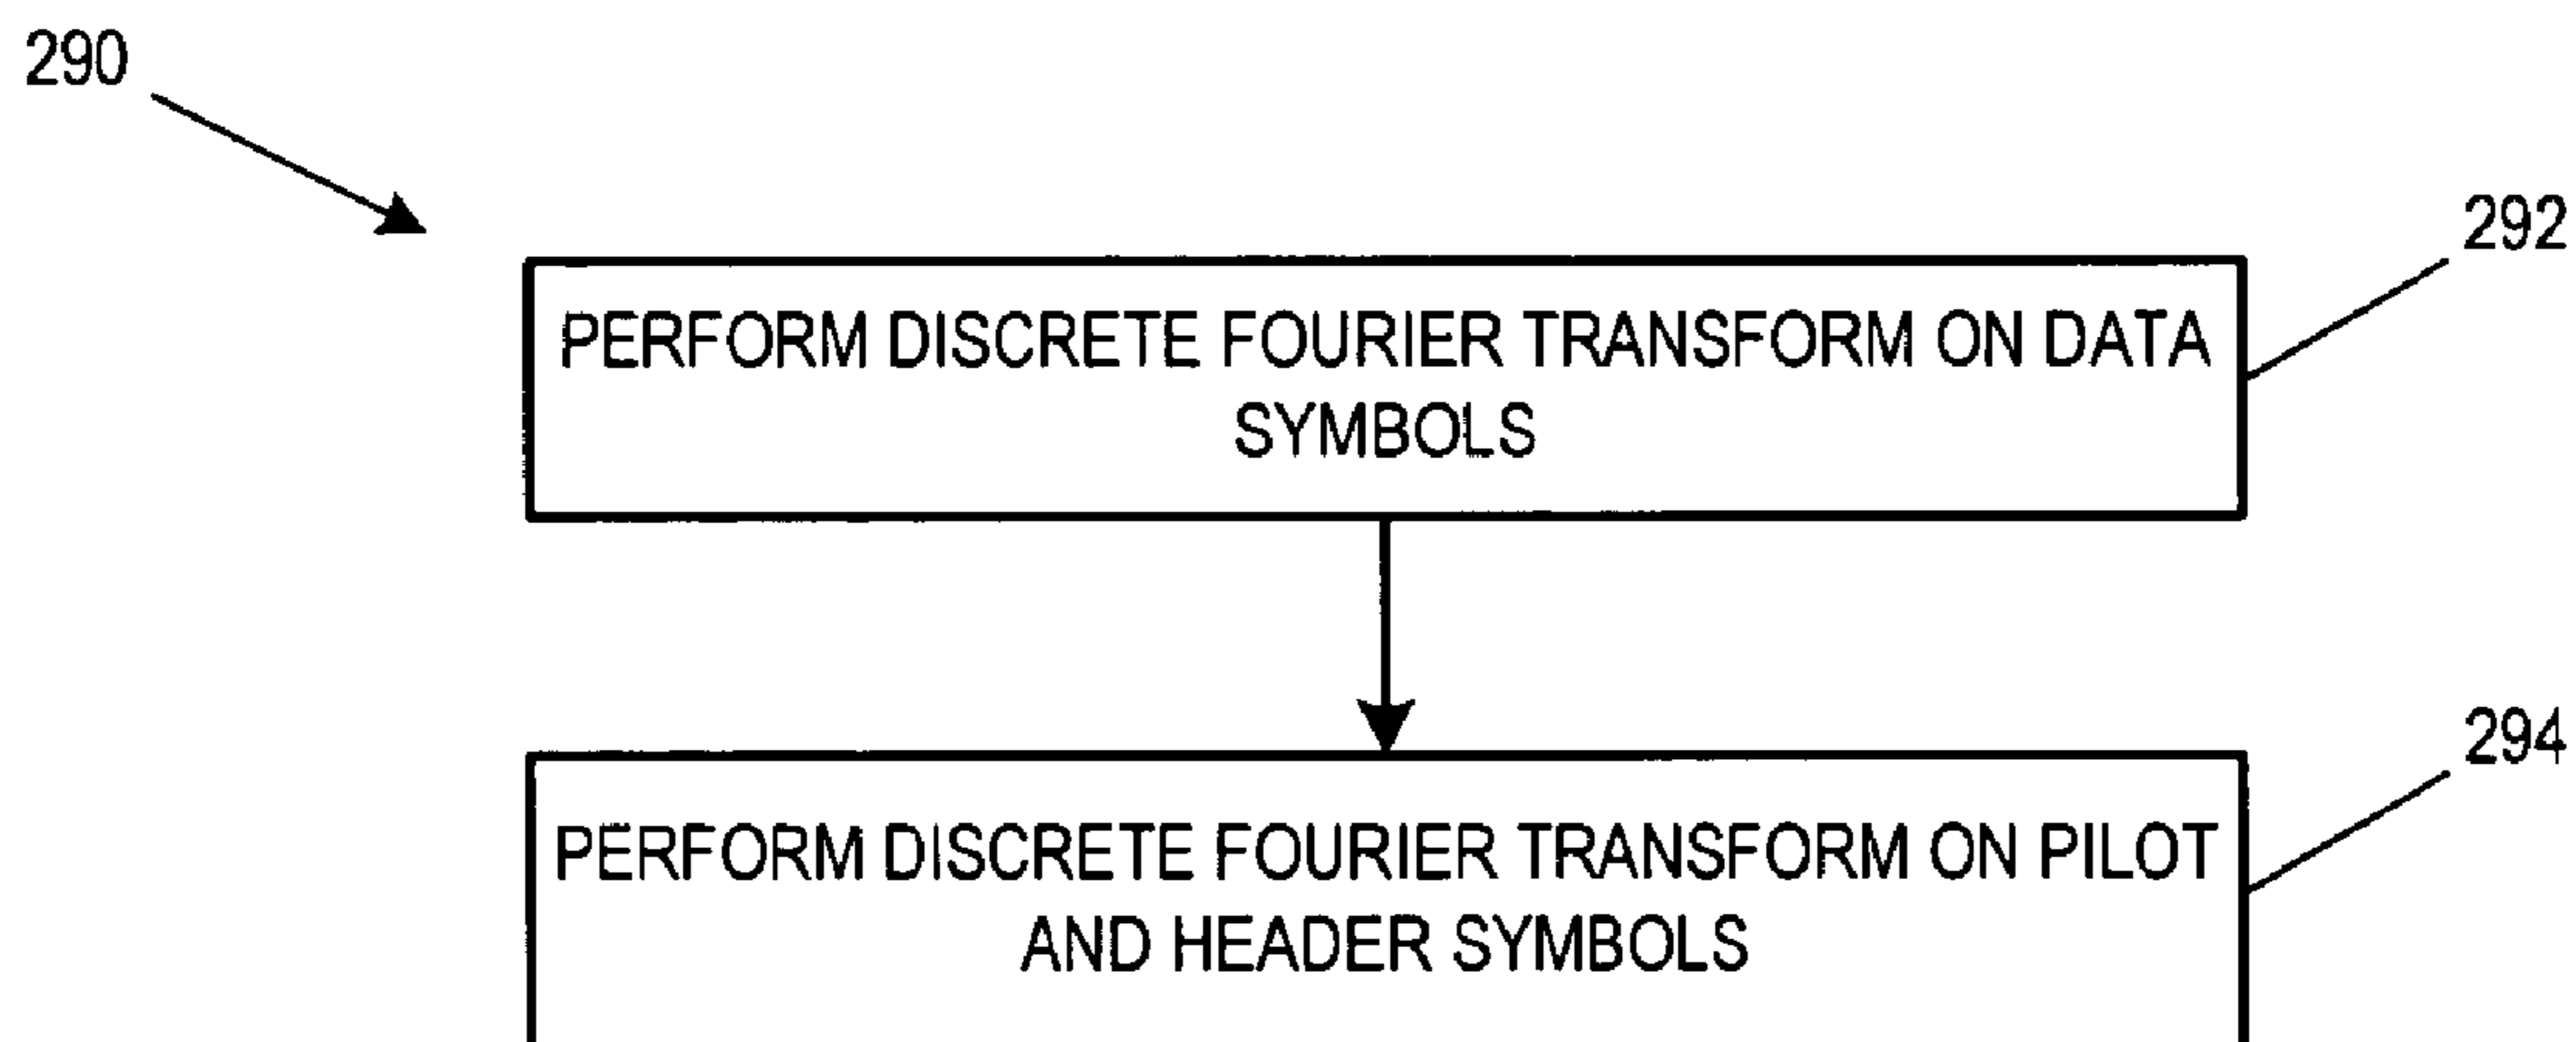 290
292
PERFORM DISCRETE FOURIER TRANSFORM ON DATA
SYMBOLS
294
PERFORM DISCRETE FOURIER TRANSFORM ON PILOT
AND HEADER SYMBOLS